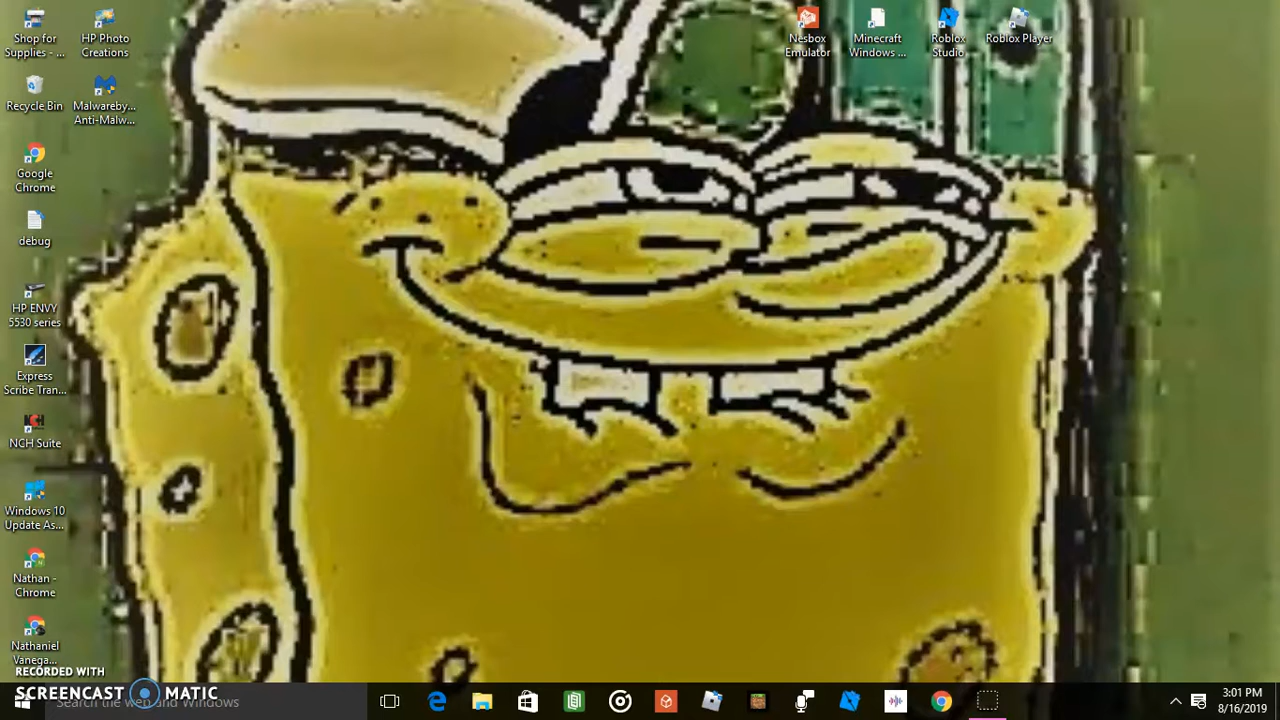 Shop for
Supplies - ...
HP Photo
Creations
Nesbox
Emulator
Minecraft
Windows ...
Roblox
Studio
Roblox Player
Recycle Bin
Malwareby...
Anti-Malw...
Google
Chrome
debug
HP ENVY
5530 series
Express
Scribe Tran...
NCH Suite
Windows 10
Update As...
Nathan -
Chrome
Nathaniel
Vanega...
RECORDED WITH
SCREENCAST MATIC
Search the web and Windows
3:01 PM
8/16/2019